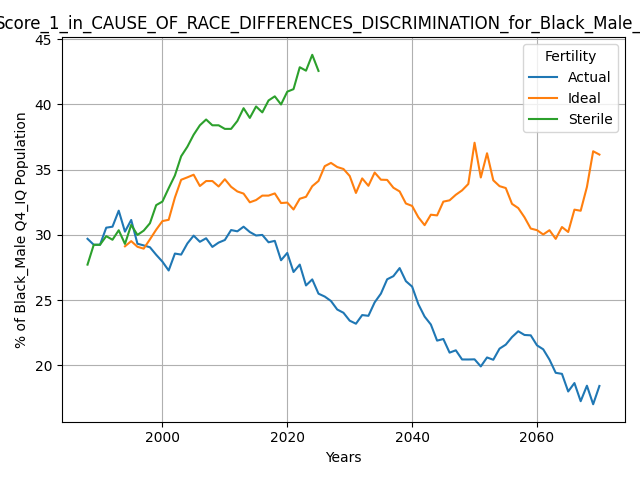 Score_1_in_CAUSE_OF_RACE_DIFFERENCES_DISCRIMINATION_for_Black_Male_
45
40
35
30
25
20
% of Black_Male Q4_IQ Population
Fertility
Actual
Ideal
Sterile
2000 2020 2040 2060
Years